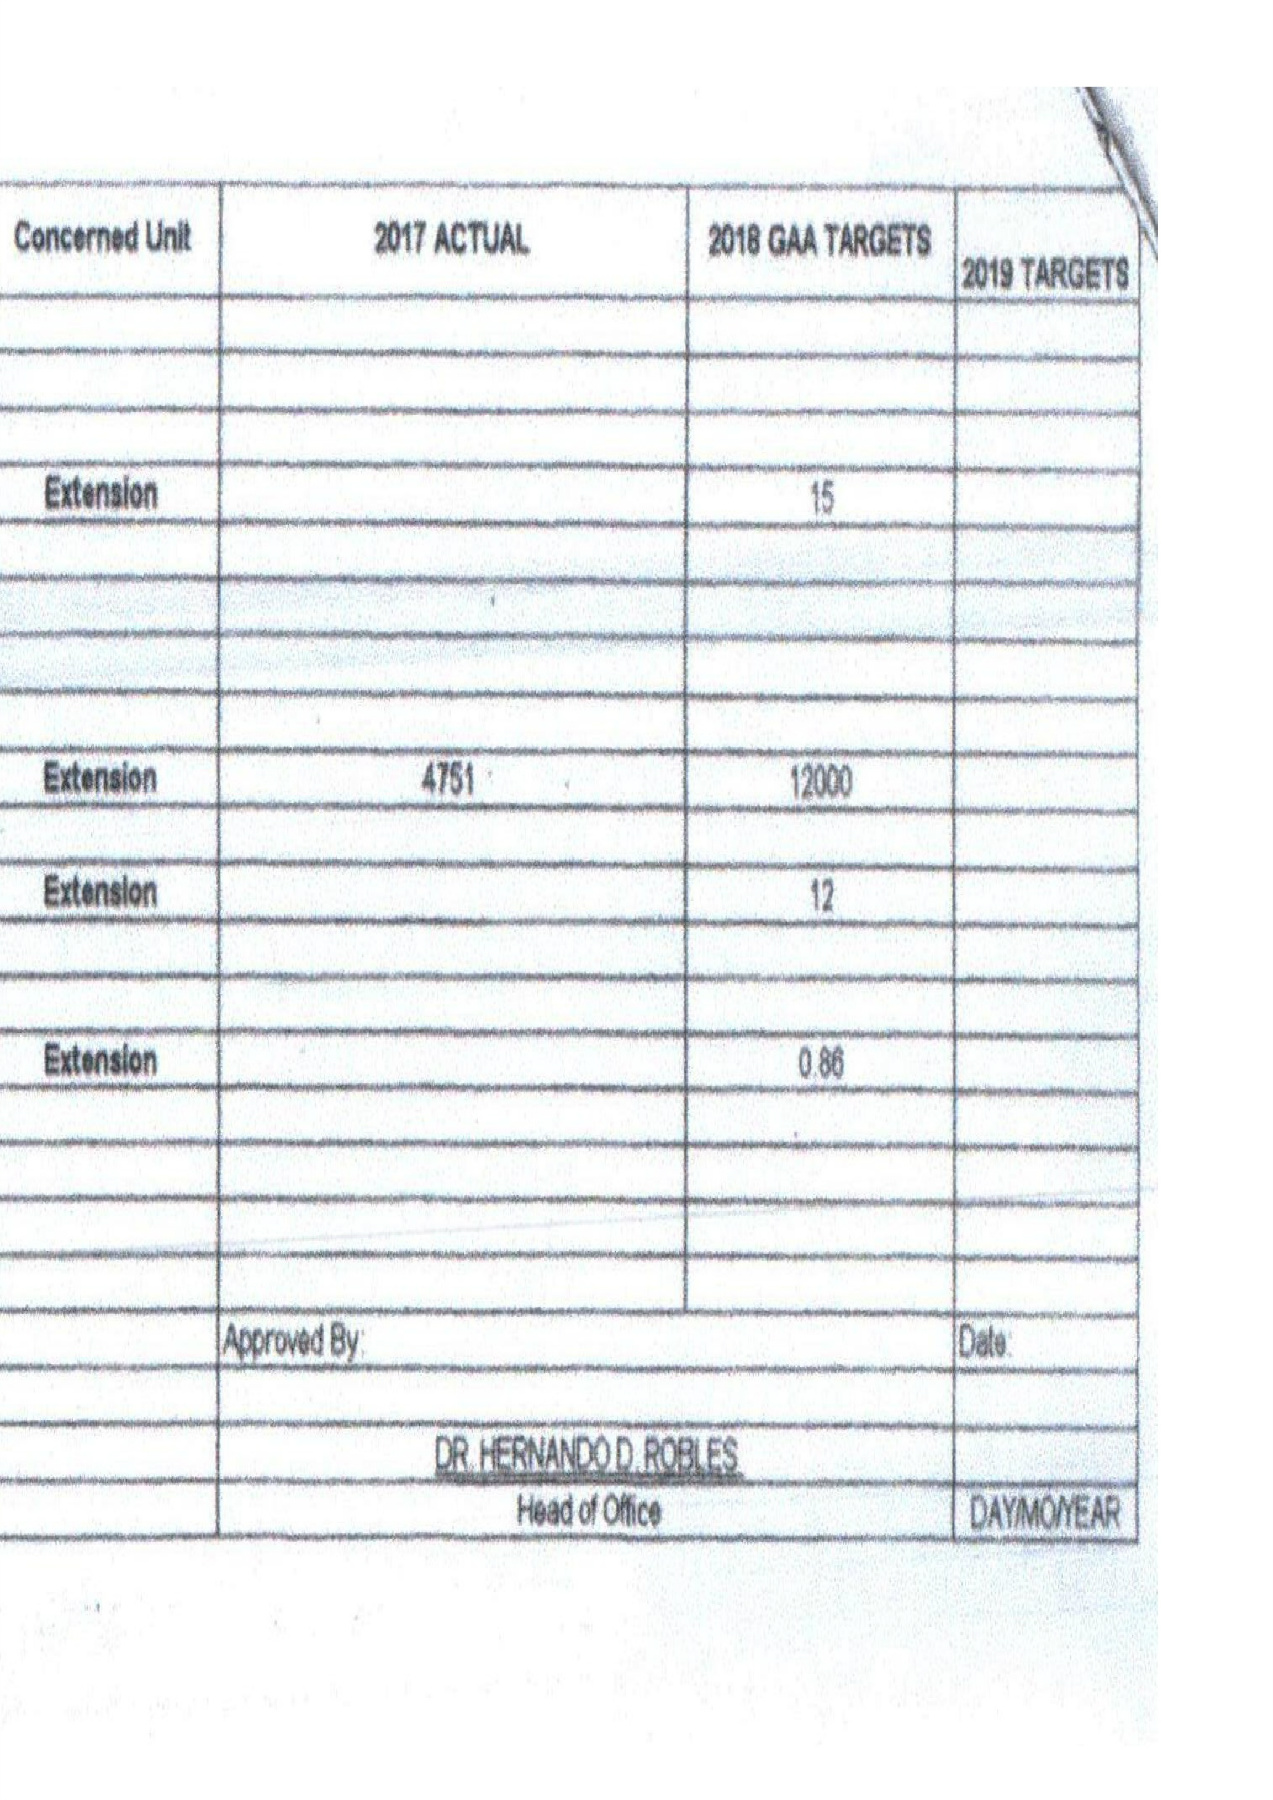 Concerned Unit 2017 ACTUAL 2018 GAA TARGETS 2019 TARGETS
Extension 15
Extension 4751 12000
Extension 12
Extension 0.86
Approved By: Date:
DR. HERNANDO D. ROBLES
Head of Office DAY/MO/YEAR